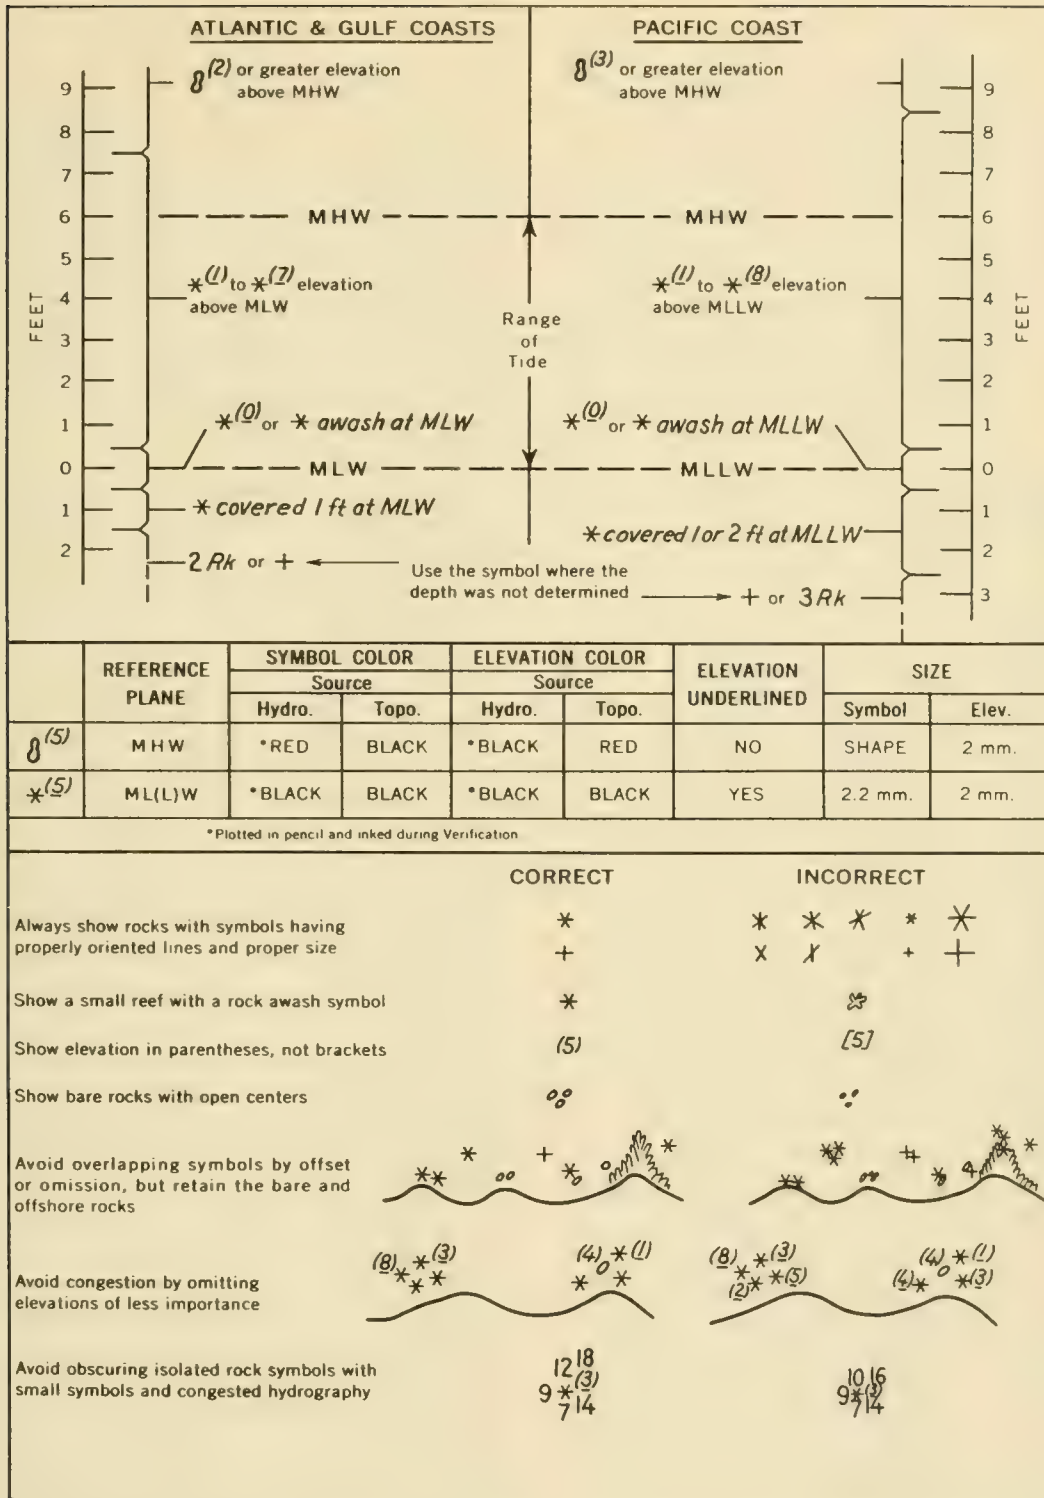 ATLANTIC & GULF COASTS
PACIFIC COAST
(2) or greater elevation
above MHW
(3) or greater elevation
above MHW
9
8
7
6
5
4
3
2
1
0
1
2
FEET
9
8
7
6
5
4
3
2
1
0
1
2
3
FEET
MHW
MHW
*(1) to *(7) elevation
above MLW
*(1) to *(8) elevation
above MLLW
Range
of
Tide
*(0) or * awash at MLW
*(0) or * awash at MLLW
MLW
MLLW
* covered 1 ft at MLW
* covered 1 or 2 ft at MLLW
2 Rk or +
Use the symbol where the
depth was not determined
+ or 3 Rk
REFERENCE
PLANE
SYMBOL COLOR
Source
Hydro. Topo.
ELEVATION COLOR
Source
Hydro. Topo.
ELEVATION
UNDERLINED
SIZE
Symbol Elev.
(5) MHW *RED BLACK *BLACK RED NO SHAPE 2 mm.
*(5) ML(L)W *BLACK BLACK *BLACK BLACK YES 2.2 mm. 2 mm.
*Plotted in pencil and inked during Verification
CORRECT
INCORRECT
Always show rocks with symbols having
properly oriented lines and proper size
Show a small reef with a rock awash symbol
Show elevation in parentheses, not brackets
(5)
[5]
Show bare rocks with open centers
Avoid overlapping symbols by offset
or omission, but retain the bare and
offshore rocks
Avoid congestion by omitting
elevations of less importance
(8) *(3)
(4) *(1)
(8) *(3)
(2) *(5)
(4) *(1)
(4) *(3)
Avoid obscuring isolated rock symbols with
small symbols and congested hydrography
12 18
9 *(3)
7 14
10 16
9 *(3)
7 14